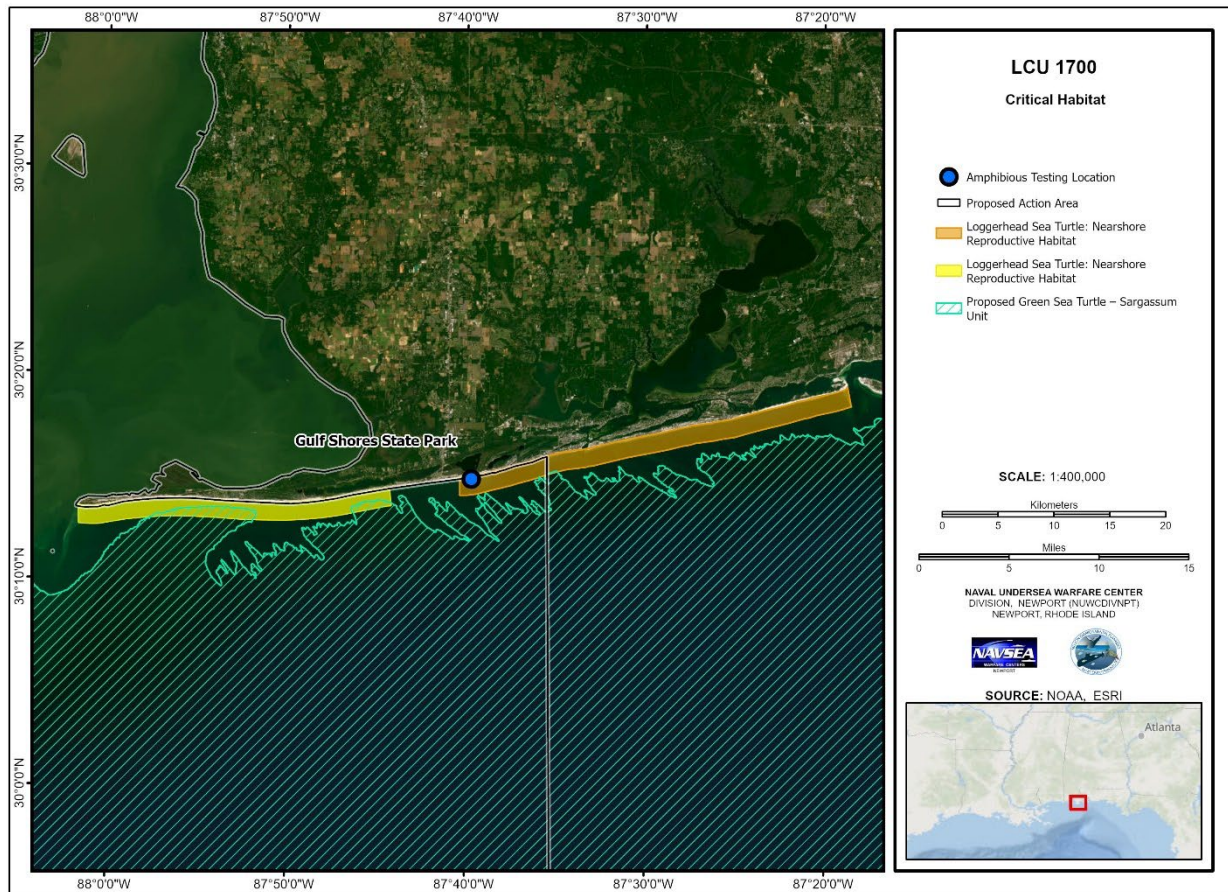 88°0'0"W
87°50'0"W
87°40'0"W
87°30'0"W
87°20'0"W
30°30'0"N
30°20'0"N
30°10'0"N
30°0'0"N
Gulf Shores State Park
88°0'0"W
87°50'0"W
87°40'0"W
87°30'0"W
87°20'0"W
LCU 1700
Critical Habitat
Amphibious Testing Location
Proposed Action Area
Loggerhead Sea Turtle: Nearshore
Reproductive Habitat
Loggerhead Sea Turtle: Nearshore
Reproductive Habitat
Proposed Green Sea Turtle – Sargassum
Unit
SCALE: 1:400,000
Kilometers
0 5 10 15 20
Miles
0 5 10 15
NAVAL UNDERSEA WARFARE CENTER
DIVISION, NEWPORT (NUWCDIVNPT)
NEWPORT, RHODE ISLAND
NAVSEA
WARFARE CENTERS
NEWPORT
SOURCE: NOAA, ESRI
Atlanta